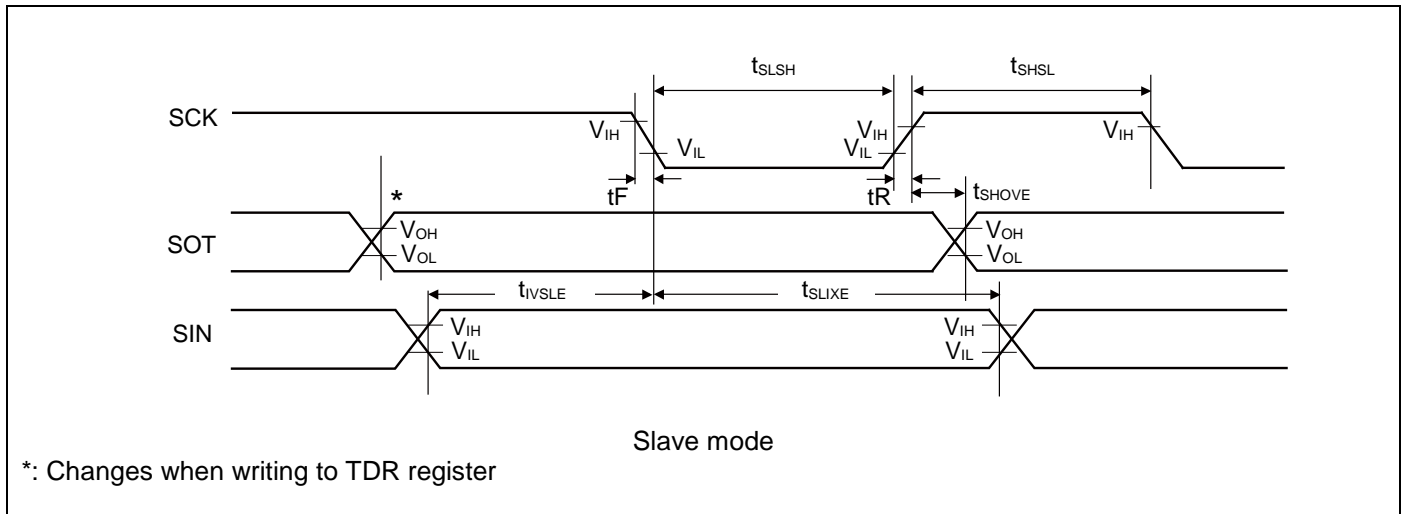 tSLSH tSHSL
SCK VIH VIL VIL VIH VIH
tF tR tSHOVE
*
SOT VOH VOL VOH VOL
tIVSLE tSLIXE
SIN VIH VIL VIH VIL
Slave mode
*: Changes when writing to TDR register